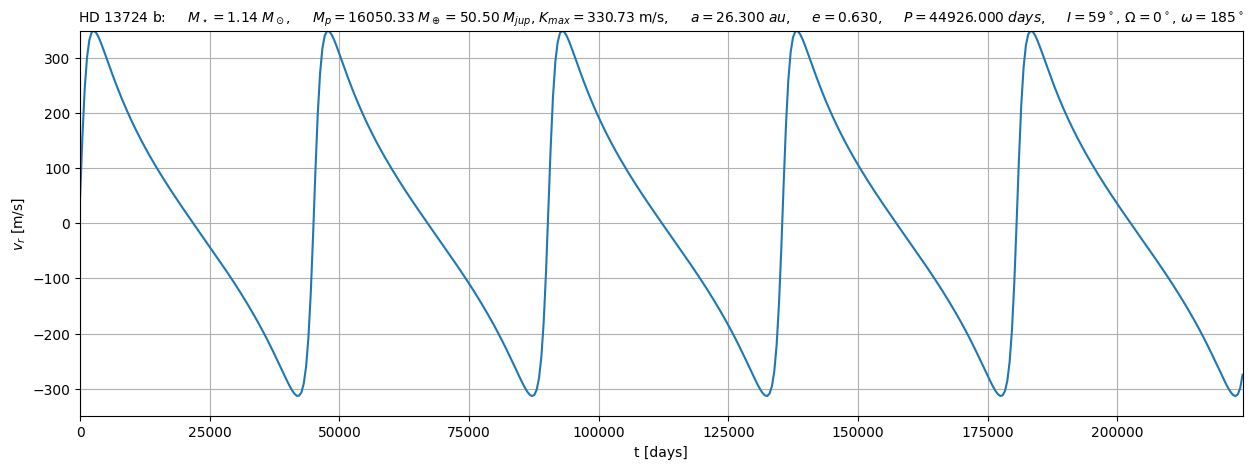 HD 13724 b: M⋆ = 1.14 M⊙, Mp = 16050.33 M⊕ = 50.50 Mjup, Kmax = 330.73 m/s, a = 26.300 au, e = 0.630, P = 44926.000 days, I = 59°, Ω = 0°, ω = 185°
300
200
100
0
−100
−200
−300
vr [m/s]
0 25000 50000 75000 100000 125000 150000 175000 200000
t [days]